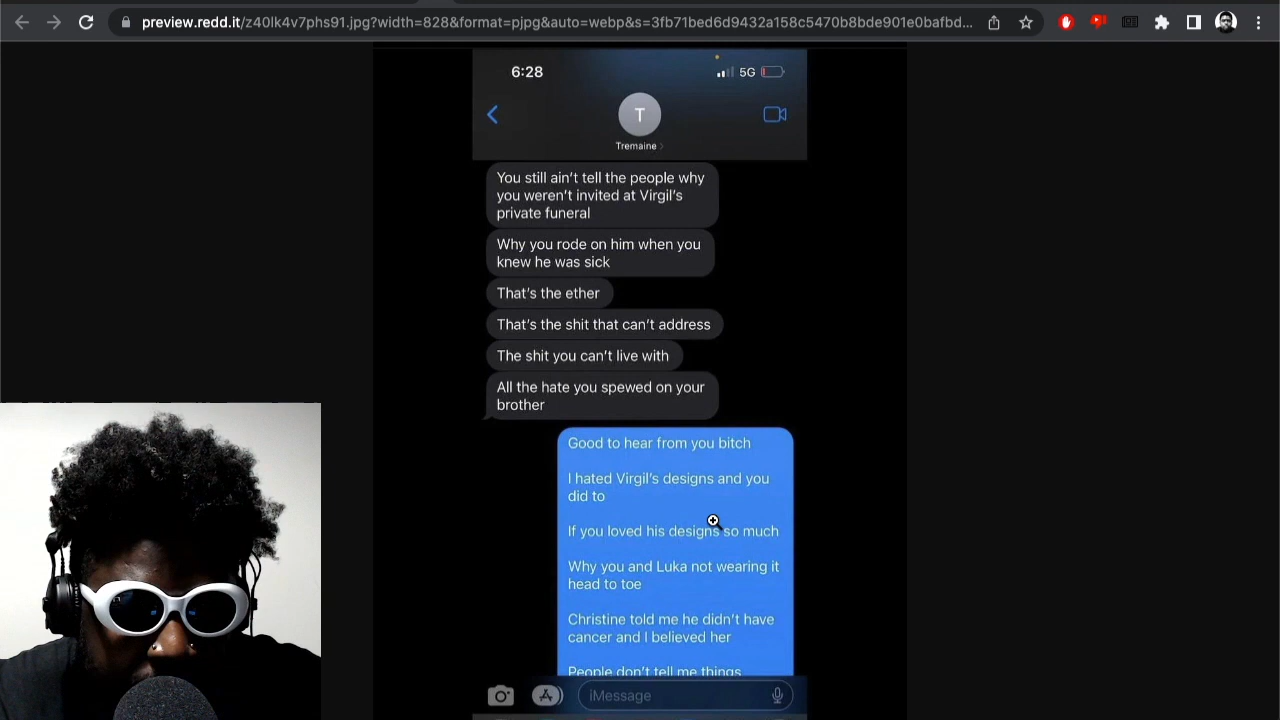 preview.redd.it/z40lk4v7phs91.jpg?width=828&format=pjpg&auto=webp&s=3fb71bed6d9432a158c5470b8bde901e0bafbd...
6:28
5G
T
Tremaine
You still ain't tell the people why
you weren't invited at Virgil's
private funeral
Why you rode on him when you
knew he was sick
That's the ether
That's the shit that can't address
The shit you can't live with
All the hate you spewed on your
brother
Good to hear from you bitch
I hated Virgil's designs and you
did to
If you loved his designs so much
Why you and Luka not wearing it
head to toe
Christine told me he didn't have
cancer and I believed her
People don't tell me things
iMessage